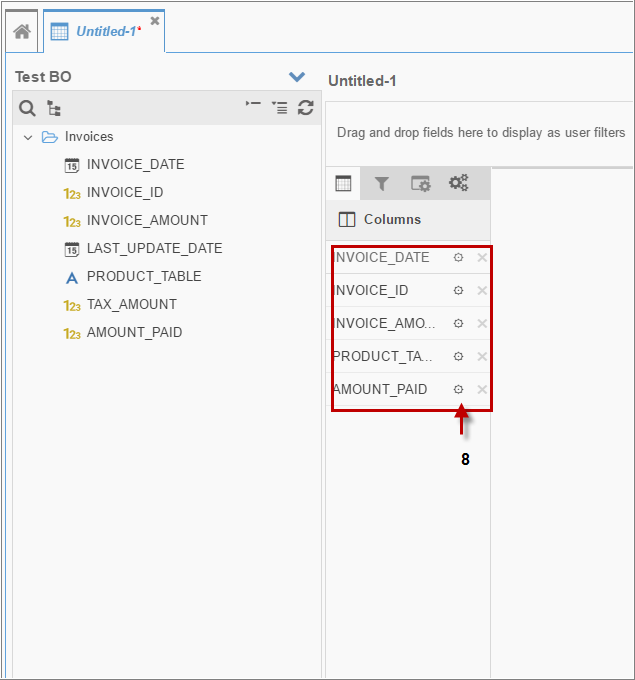 Untitled-1*
Test BO
Untitled-1
Drag and drop fields here to display as user filters
Invoices
15 INVOICE_DATE
123 INVOICE_ID
123 INVOICE_AMOUNT
15 LAST_UPDATE_DATE
A PRODUCT_TABLE
123 TAX_AMOUNT
123 AMOUNT_PAID
Columns
INVOICE_DATE
INVOICE_ID
INVOICE_AMO...
PRODUCT_TA...
AMOUNT_PAID
8